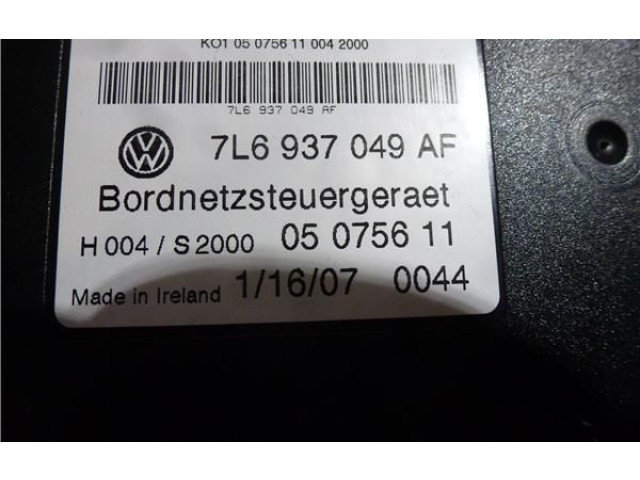 KO1 05 0756 11 004 2000
7L6 937 049 AF
7L6 937 049 AF
Bordnetzsteuergeraet
H 004 / S 2000 05 0756 11
Made in Ireland 1/16/07 0044